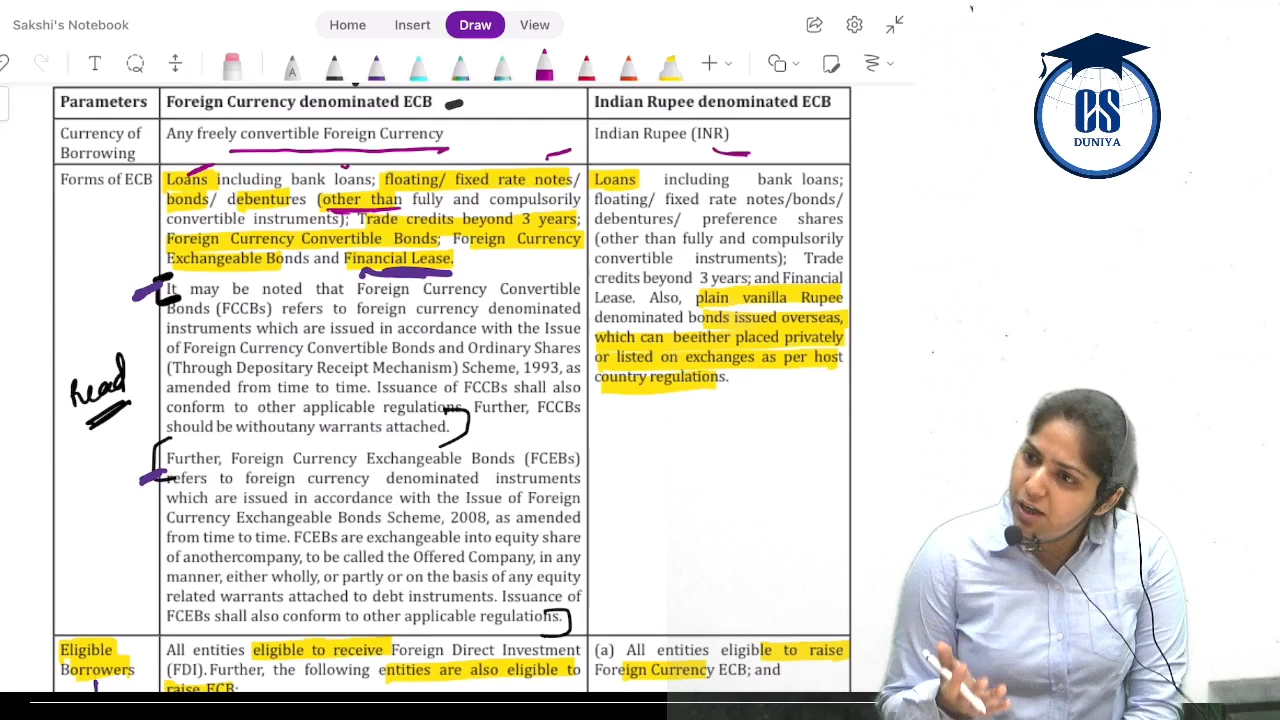 Sakshi's Notebook
Home Insert Draw View
CS
DUNIYA
Parameters Foreign Currency denominated ECB Indian Rupee denominated ECB
Currency of
Borrowing
Any freely convertible Foreign Currency
Indian Rupee (INR)
Forms of ECB
Loans including bank loans; floating/ fixed rate notes/
bonds/ debentures (other than fully and compulsorily
convertible instruments); Trade credits beyond 3 years;
Foreign Currency Convertible Bonds; Foreign Currency
Exchangeable Bonds and Financial Lease.
It may be noted that Foreign Currency Convertible
Bonds (FCCBs) refers to foreign currency denominated
instruments which are issued in accordance with the Issue
of Foreign Currency Convertible Bonds and Ordinary Shares
(Through Depositary Receipt Mechanism) Scheme, 1993, as
amended from time to time. Issuance of FCCBs shall also
conform to other applicable regulations. Further, FCCBs
should be withoutany warrants attached.
Further, Foreign Currency Exchangeable Bonds (FCEBs)
refers to foreign currency denominated instruments
which are issued in accordance with the Issue of Foreign
Currency Exchangeable Bonds Scheme, 2008, as amended
from time to time. FCEBs are exchangeable into equity share
of anothercompany, to be called the Offered Company, in any
manner, either wholly, or partly or on the basis of any equity
related warrants attached to debt instruments. Issuance of
FCEBs shall also conform to other applicable regulations.
Read
Loans including bank loans;
floating/ fixed rate notes/bonds/
debentures/ preference shares
(other than fully and compulsorily
convertible instruments); Trade
credits beyond 3 years; and Financial
Lease. Also, plain vanilla Rupee
denominated bonds issued overseas,
which can beeither placed privately
or listed on exchanges as per host
country regulations.
Eligible
Borrowers
All entities eligible to receive Foreign Direct Investment
(FDI).Further, the following entities are also eligible to
raise ECB:
(a) All entities eligible to raise
Foreign Currency ECB; and